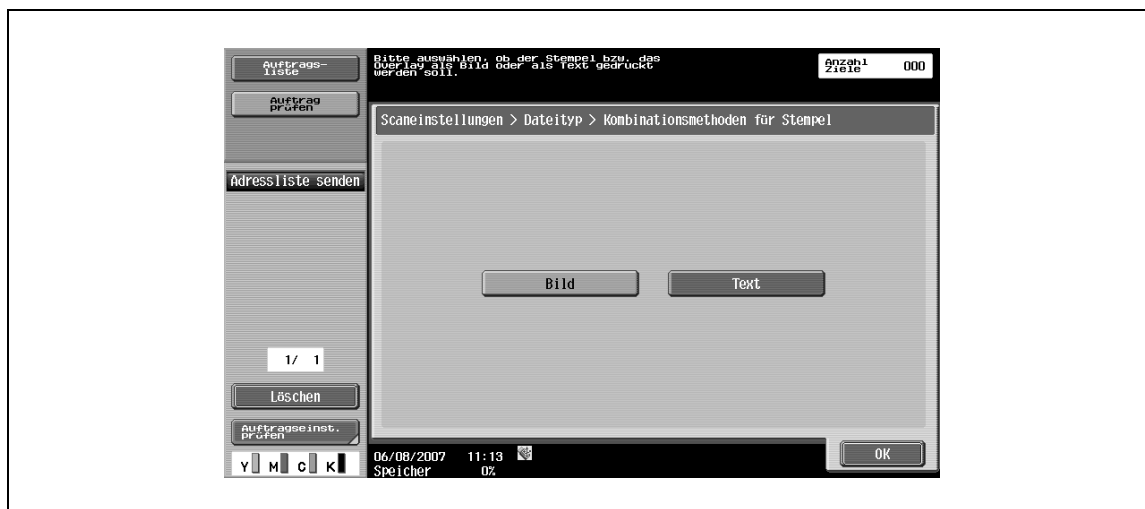 Auftrags-
liste
Auftrag
prüfen
Adressliste senden
1/ 1
Löschen
Auftragseinst.
prüfen
Y M C K
Bitte auswählen, ob der Stempel bzw. das
Overlay als Bild oder als Text gedruckt
werden soll.
Anzahl
Ziele 000
Scaneinstellungen > Dateityp > Kombinationsmethoden für Stempel
Bild Text
OK
06/08/2007 11:13
Speicher 0%